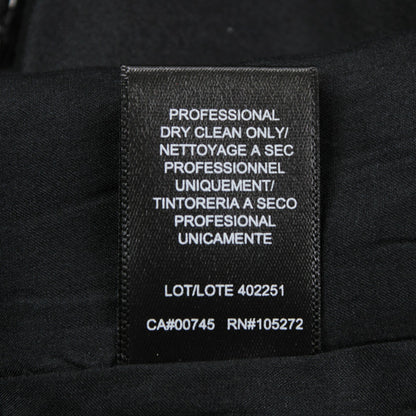 PROFESSIONAL
DRY CLEAN ONLY/
NETTOYAGE A SEC
PROFESSIONNEL
UNIQUEMENT/
TINTORERIA A SECO
PROFESIONAL
UNICAMENTE
LOT/LOTE 402251
CA#00745 RN#105272